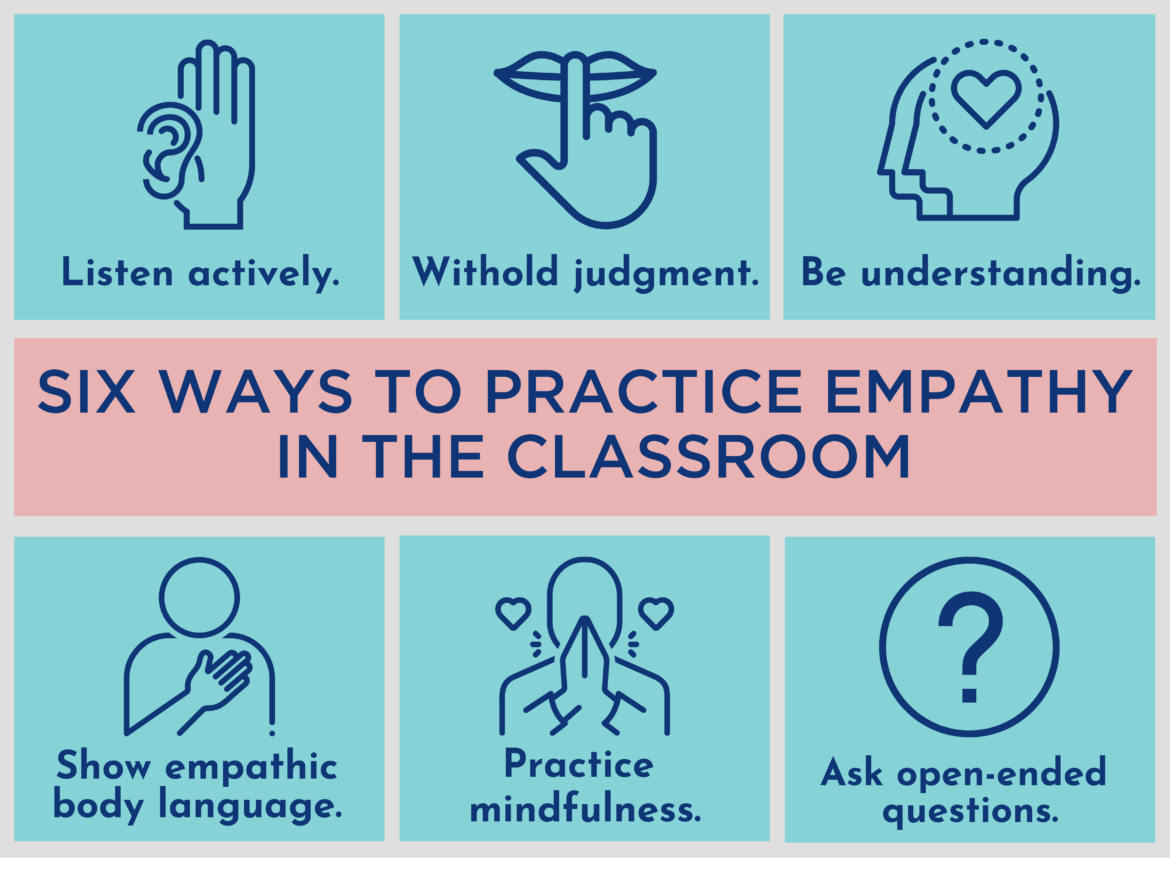 Listen actively.
Withold judgment.
Be understanding.
SIX WAYS TO PRACTICE EMPATHY
IN THE CLASSROOM
Show empathic
body language.
Practice
mindfulness.
Ask open-ended
questions.
?